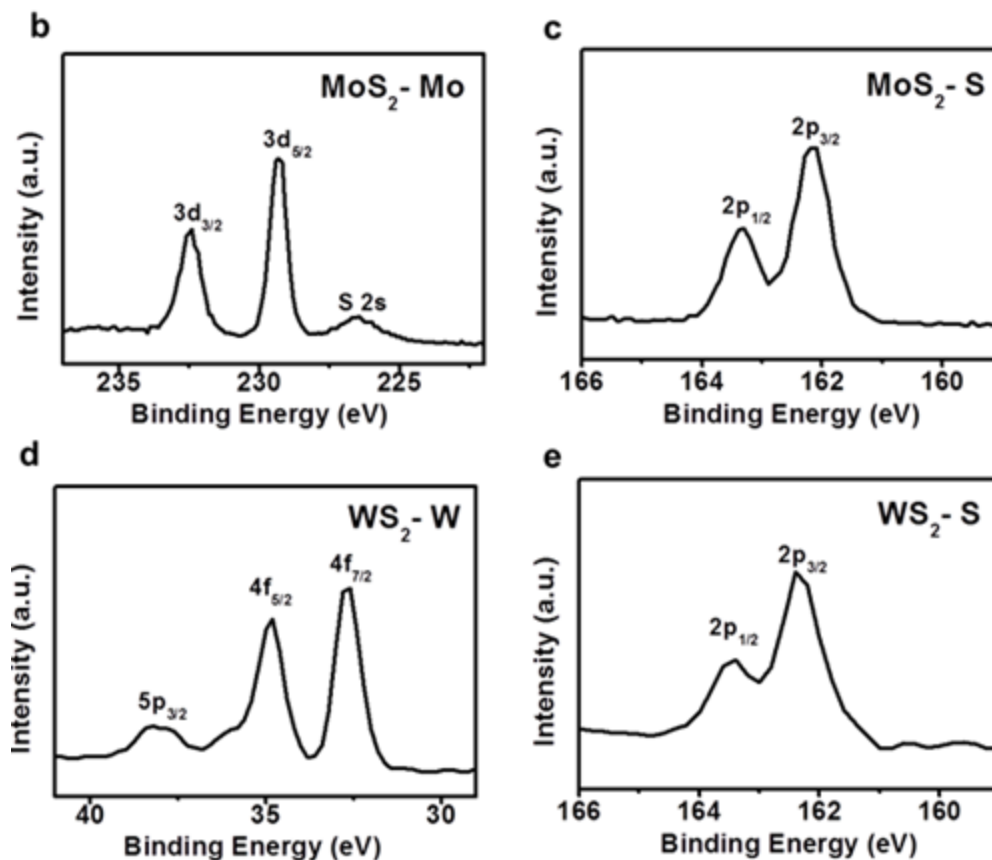 b
MoS₂- Mo
3d₅/₂
3d₃/₂
S 2s
Intensity (a.u.)
235 230 225
Binding Energy (eV)
c
MoS₂- S
2p₃/₂
2p₁/₂
Intensity (a.u.)
166 164 162 160
Binding Energy (eV)
d
WS₂- W
4f₇/₂
4f₅/₂
5p₃/₂
Intensity (a.u.)
40 35 30
Binding Energy (eV)
e
WS₂- S
2p₃/₂
2p₁/₂
Intensity (a.u.)
166 164 162 160
Binding Energy (eV)